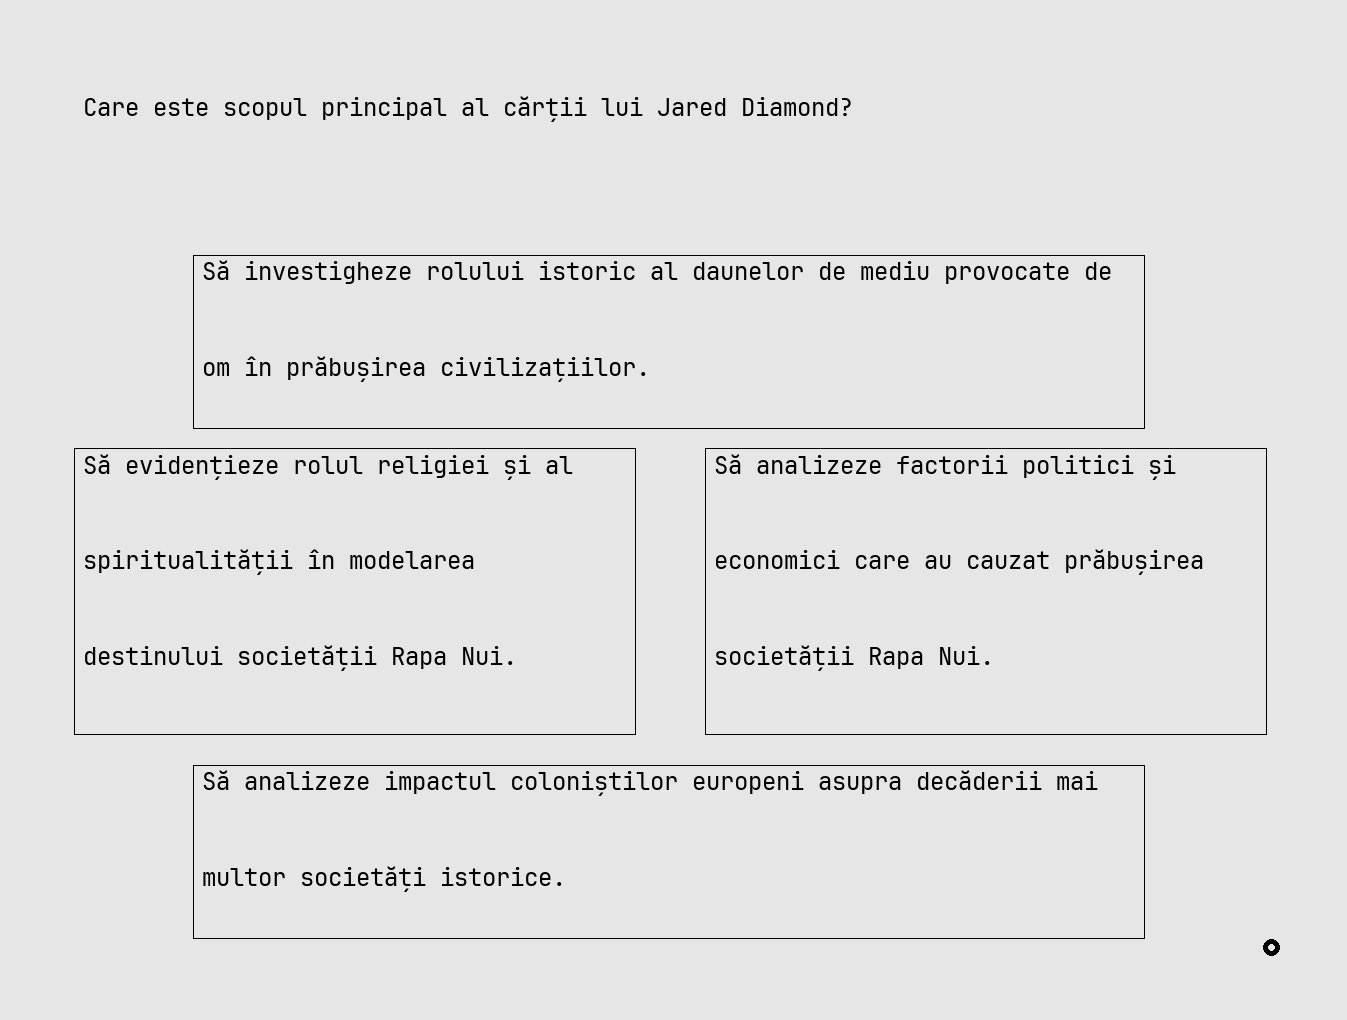 Care este scopul principal al cărții lui Jared Diamond?
Să investigheze rolului istoric al daunelor de mediu provocate de
om în prăbușirea civilizațiilor.
Să evidențieze rolul religiei și al
spiritualității în modelarea
destinului societății Rapa Nui.
Să analizeze factorii politici și
economici care au cauzat prăbușirea
societății Rapa Nui.
Să analizeze impactul coloniștilor europeni asupra decăderii mai
multor societăți istorice.